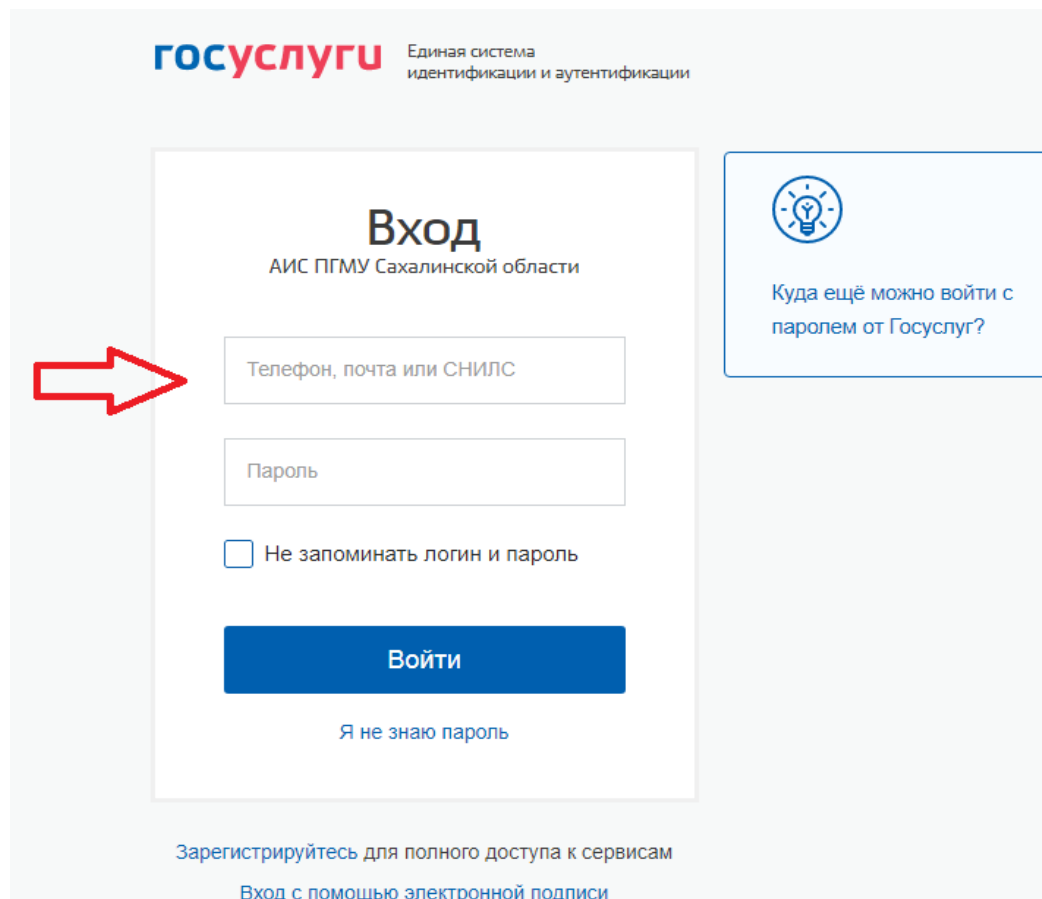 госуслуги
Единая система
идентификации и аутентификации
Вход
АИС ПГМУ Сахалинской области
Телефон, почта или СНИЛС
Пароль
Не запоминать логин и пароль
Войти
Я не знаю пароль
Куда ещё можно войти с
паролем от Госуслуг?
Зарегистрируйтесь для полного доступа к сервисам
Вход с помощью электронной подписи